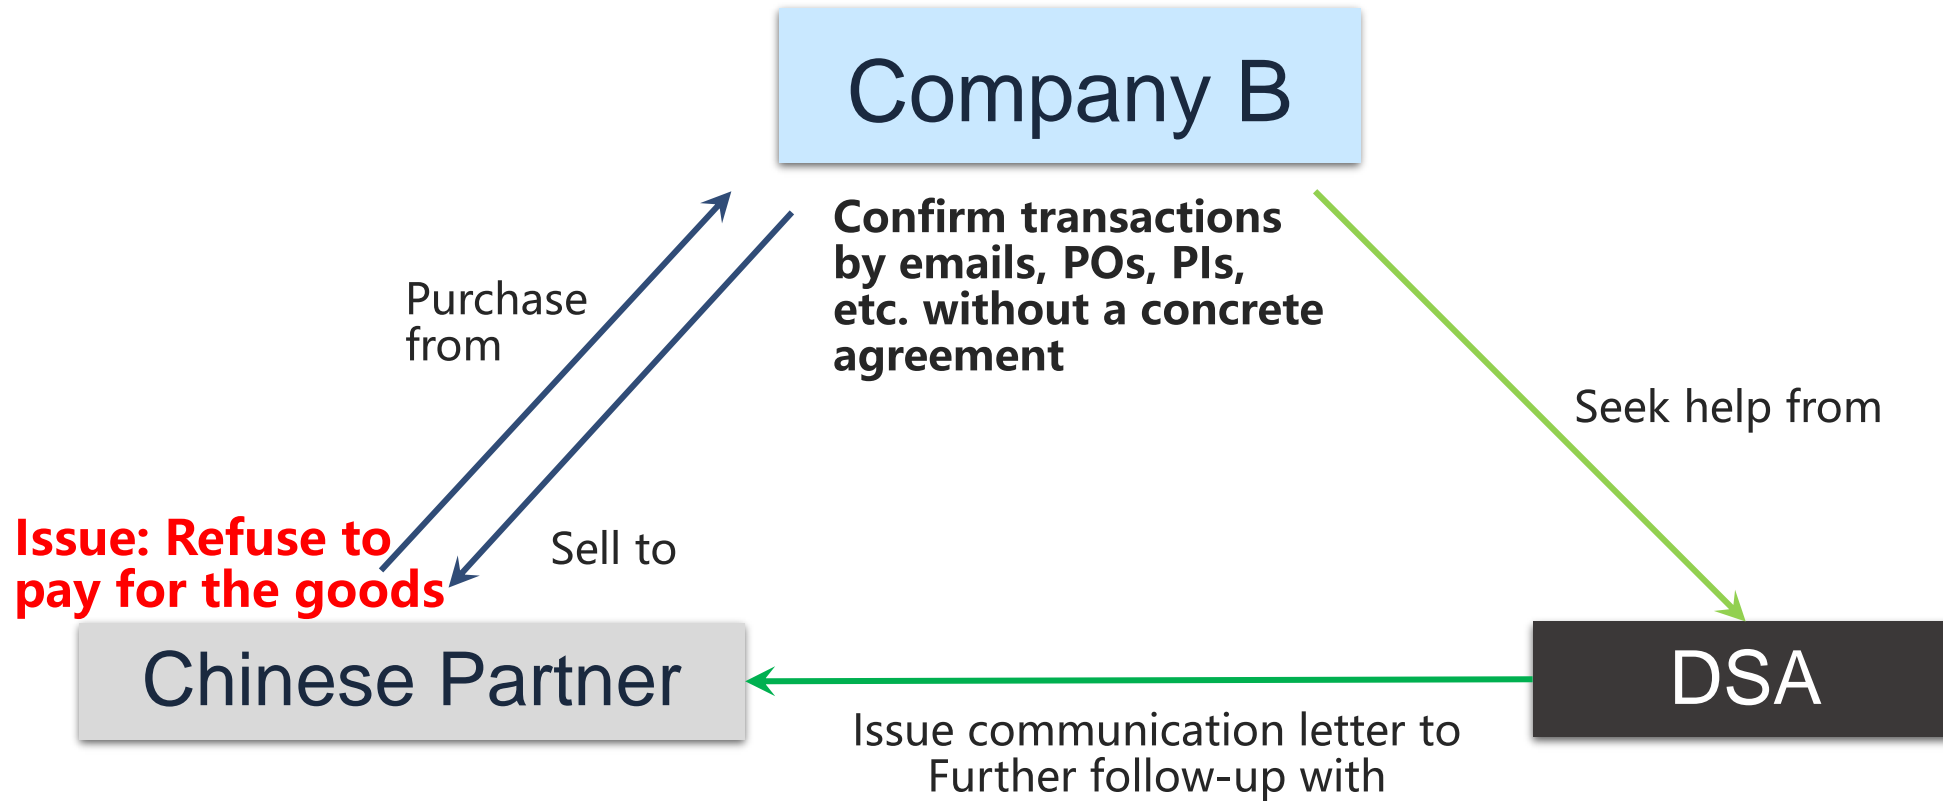 Company B
Confirm transactions
by emails, POs, PIs,
etc. without a concrete
agreement
Purchase
from
Seek help from
Issue: Refuse to
pay for the goods
Sell to
Chinese Partner
DSA
Issue communication letter to
Further follow-up with